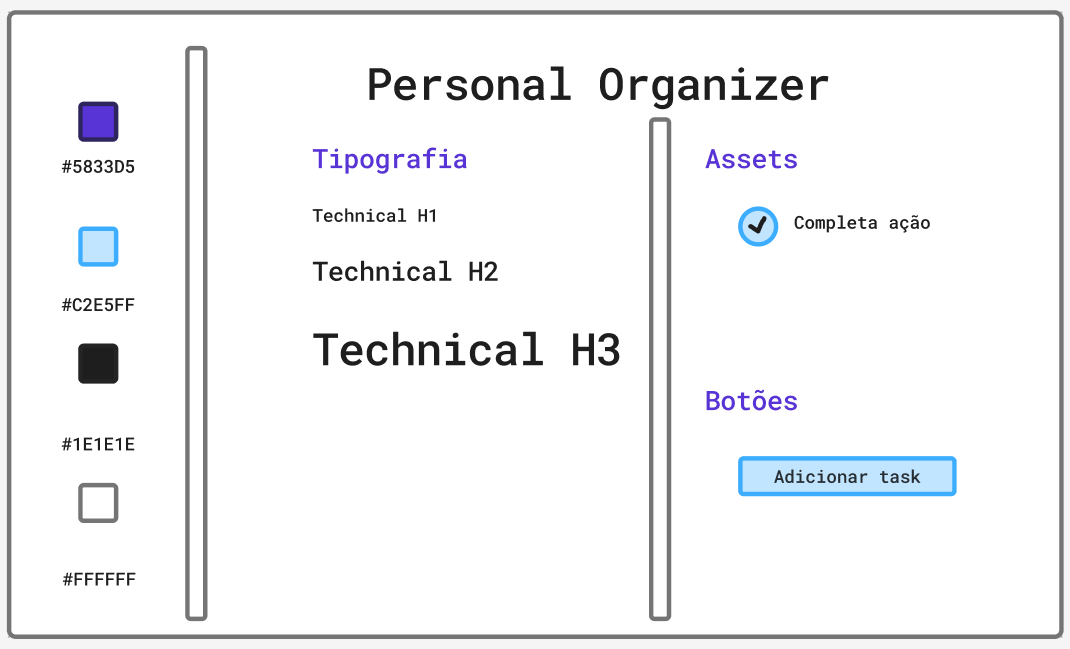 Personal Organizer
#5833D5
#C2E5FF
#1E1E1E
#FFFFFF
Tipografia
Technical H1
Technical H2
Technical H3
Assets
Completa ação
Botões
Adicionar task